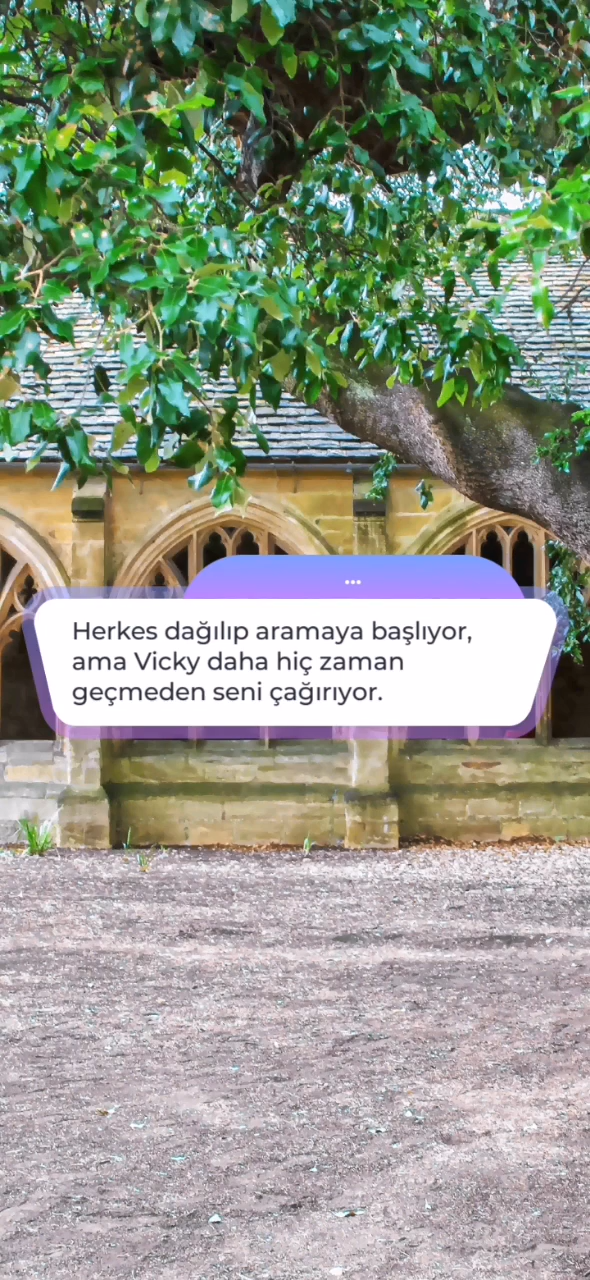 ...
Herkes dağılıp aramaya başlıyor,
ama Vicky daha hiç zaman
geçmeden seni çağırıyor.